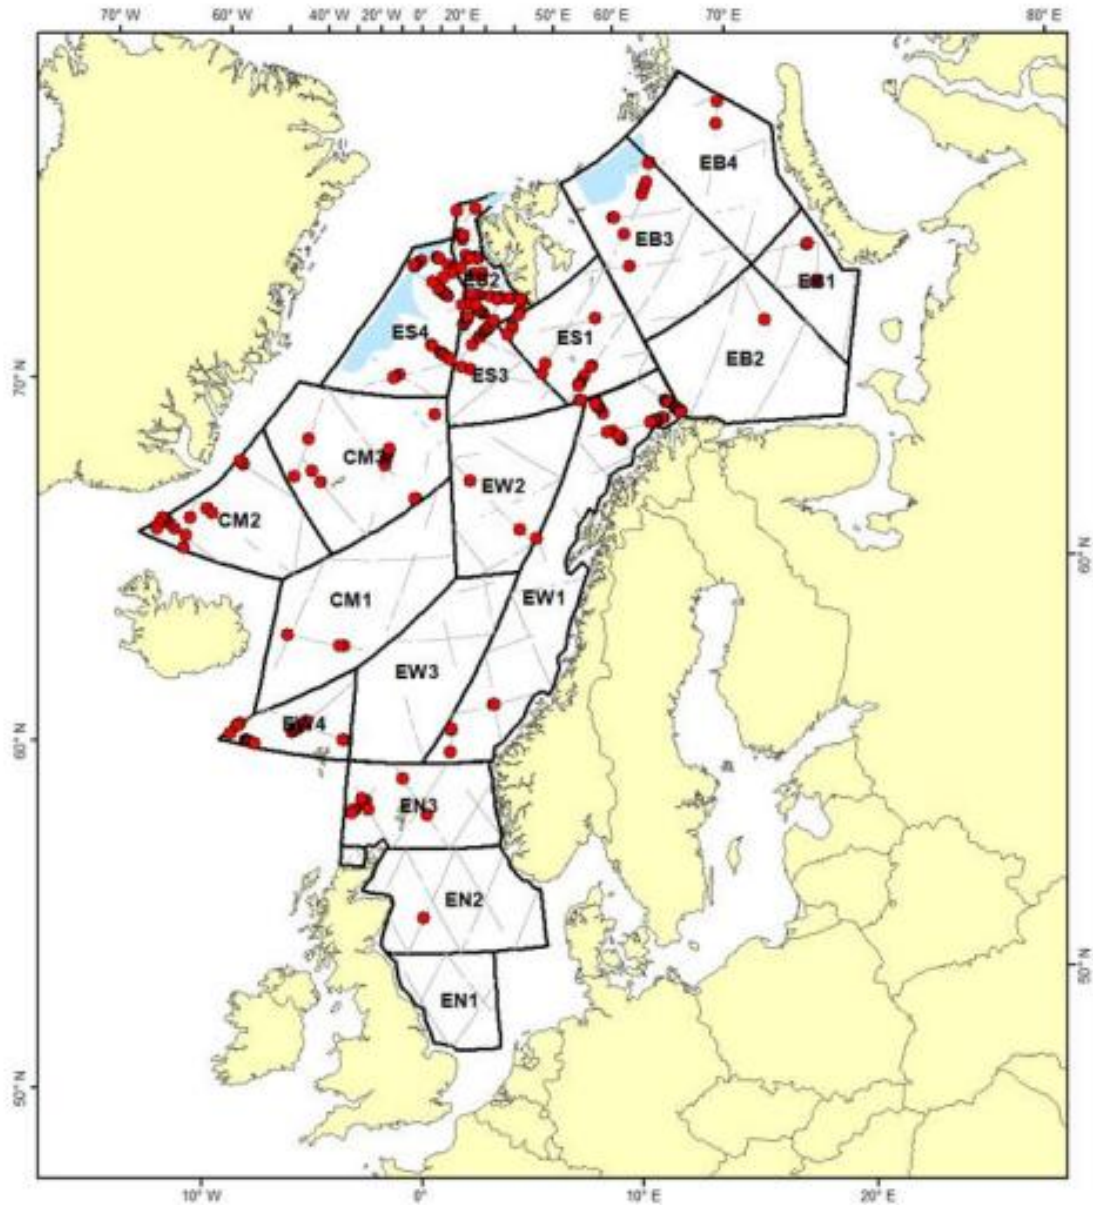 70° W 60° W 40° W 20° W 0° 20° E 50° E 60° E 70° E 80° E
EB4
EB3
EB1
ES2
ES4
ES1
EB2
70° N
ES3
CM3
EW2
CM2
60° N
EW1
CM1
EW3
EW4
60° N
EN3
EN2
50° N
EN1
50° N
10° W 0° 10° E 20° E